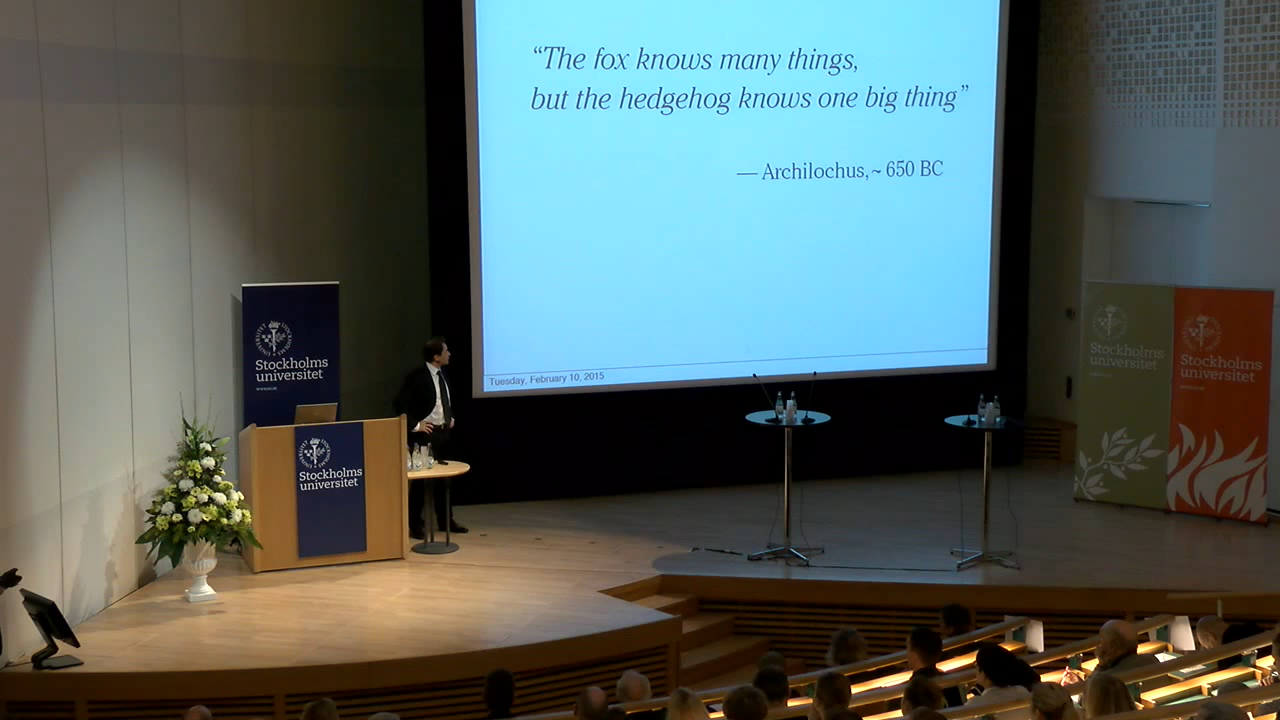 “The fox knows many things,
but the hedgehog knows one big thing”
— Archilochus, ~ 650 BC
Tuesday, February 10, 2015
Stockholms
universitet
Stockholms
universitet
Stockholms
universitet
Stockholms
universitet